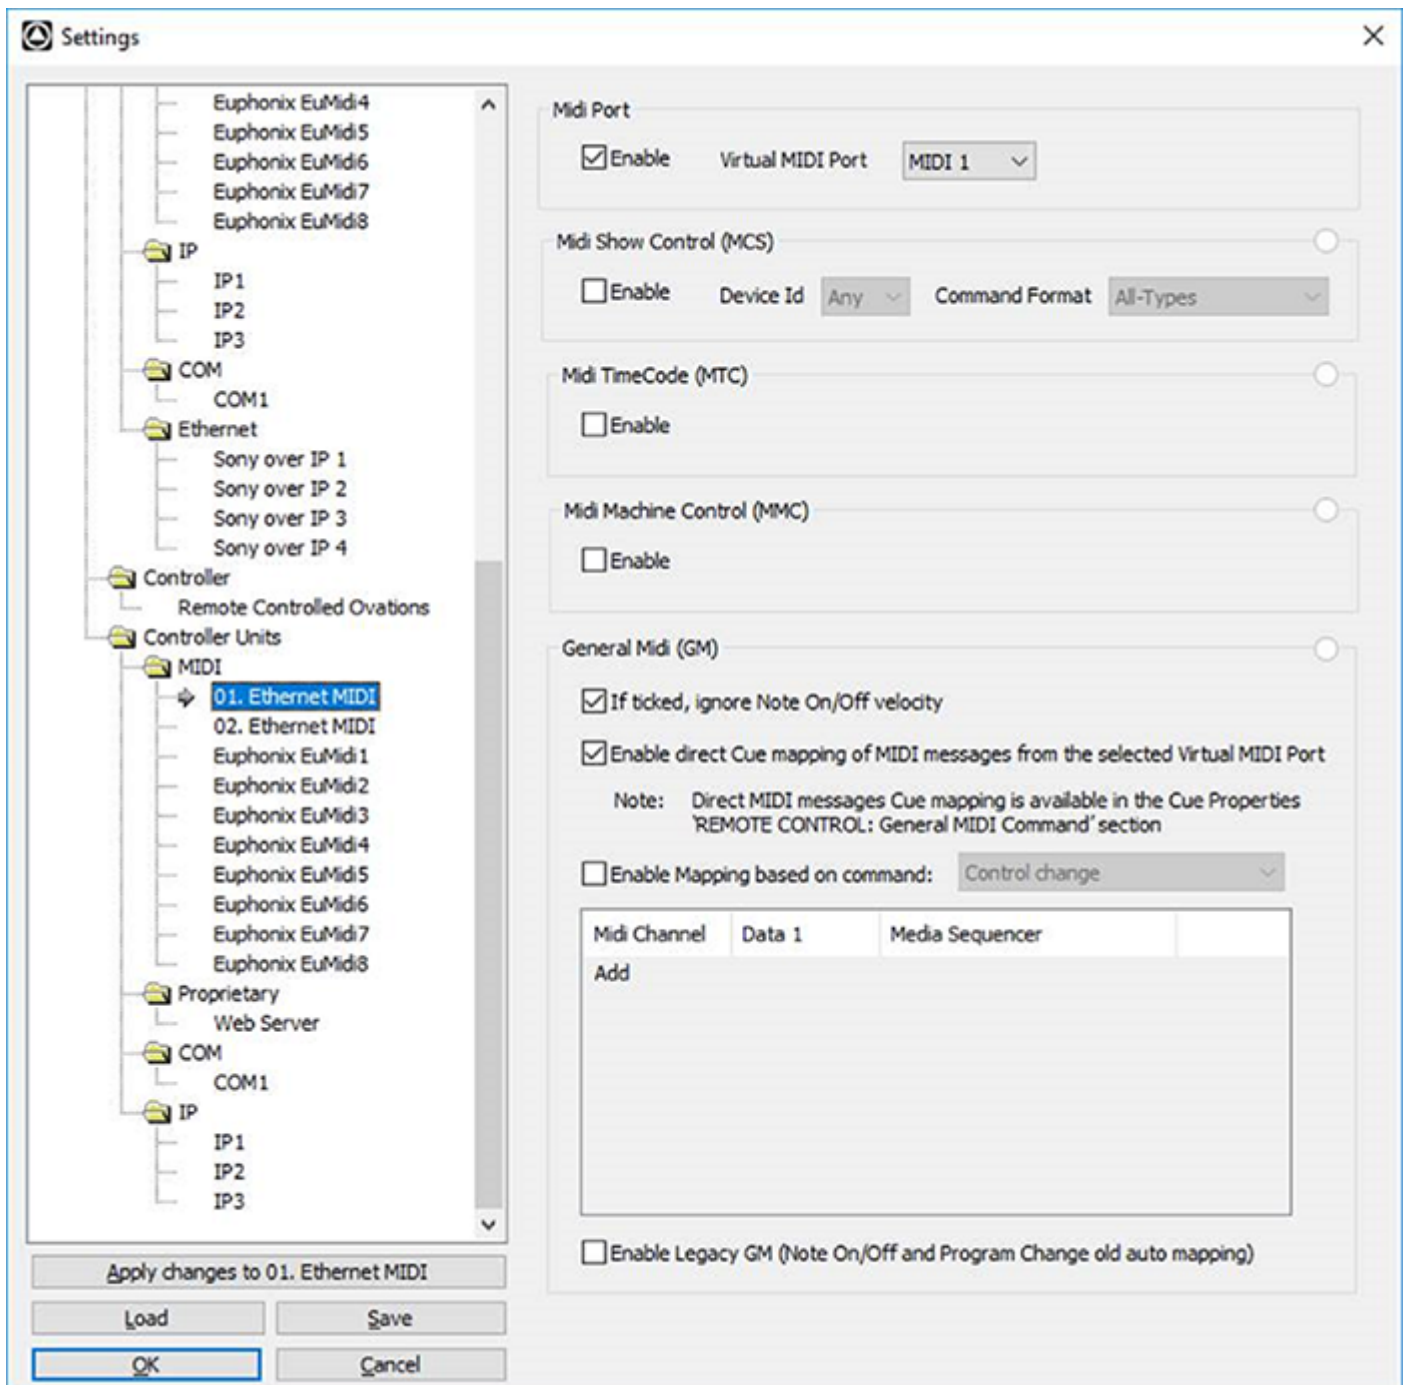 Settings
Euphonix EuMidi4
Euphonix EuMidi5
Euphonix EuMidi6
Euphonix EuMidi7
Euphonix EuMidi8
IP
IP1
IP2
IP3
COM
COM1
Ethernet
Sony over IP 1
Sony over IP 2
Sony over IP 3
Sony over IP 4
Controller
Remote Controlled Ovations
Controller Units
MIDI
01. Ethernet MIDI
02. Ethernet MIDI
Euphonix EuMidi1
Euphonix EuMidi2
Euphonix EuMidi3
Euphonix EuMidi4
Euphonix EuMidi5
Euphonix EuMidi6
Euphonix EuMidi7
Euphonix EuMidi8
Proprietary
Web Server
COM
COM1
IP
IP1
IP2
IP3
Apply changes to 01. Ethernet MIDI
Load Save
OK Cancel
Midi Port
Enable Virtual MIDI Port MIDI 1
Midi Show Control (MCS)
Enable Device Id Any Command Format All-Types
Midi TimeCode (MTC)
Enable
Midi Machine Control (MMC)
Enable
General Midi (GM)
If ticked, ignore Note On/Off velocity
Enable direct Cue mapping of MIDI messages from the selected Virtual MIDI Port
Note: Direct MIDI messages Cue mapping is available in the Cue Properties
'REMOTE CONTROL: General MIDI Command' section
Enable Mapping based on command: Control change
Midi Channel Data 1 Media Sequencer
Add
Enable Legacy GM (Note On/Off and Program Change old auto mapping)